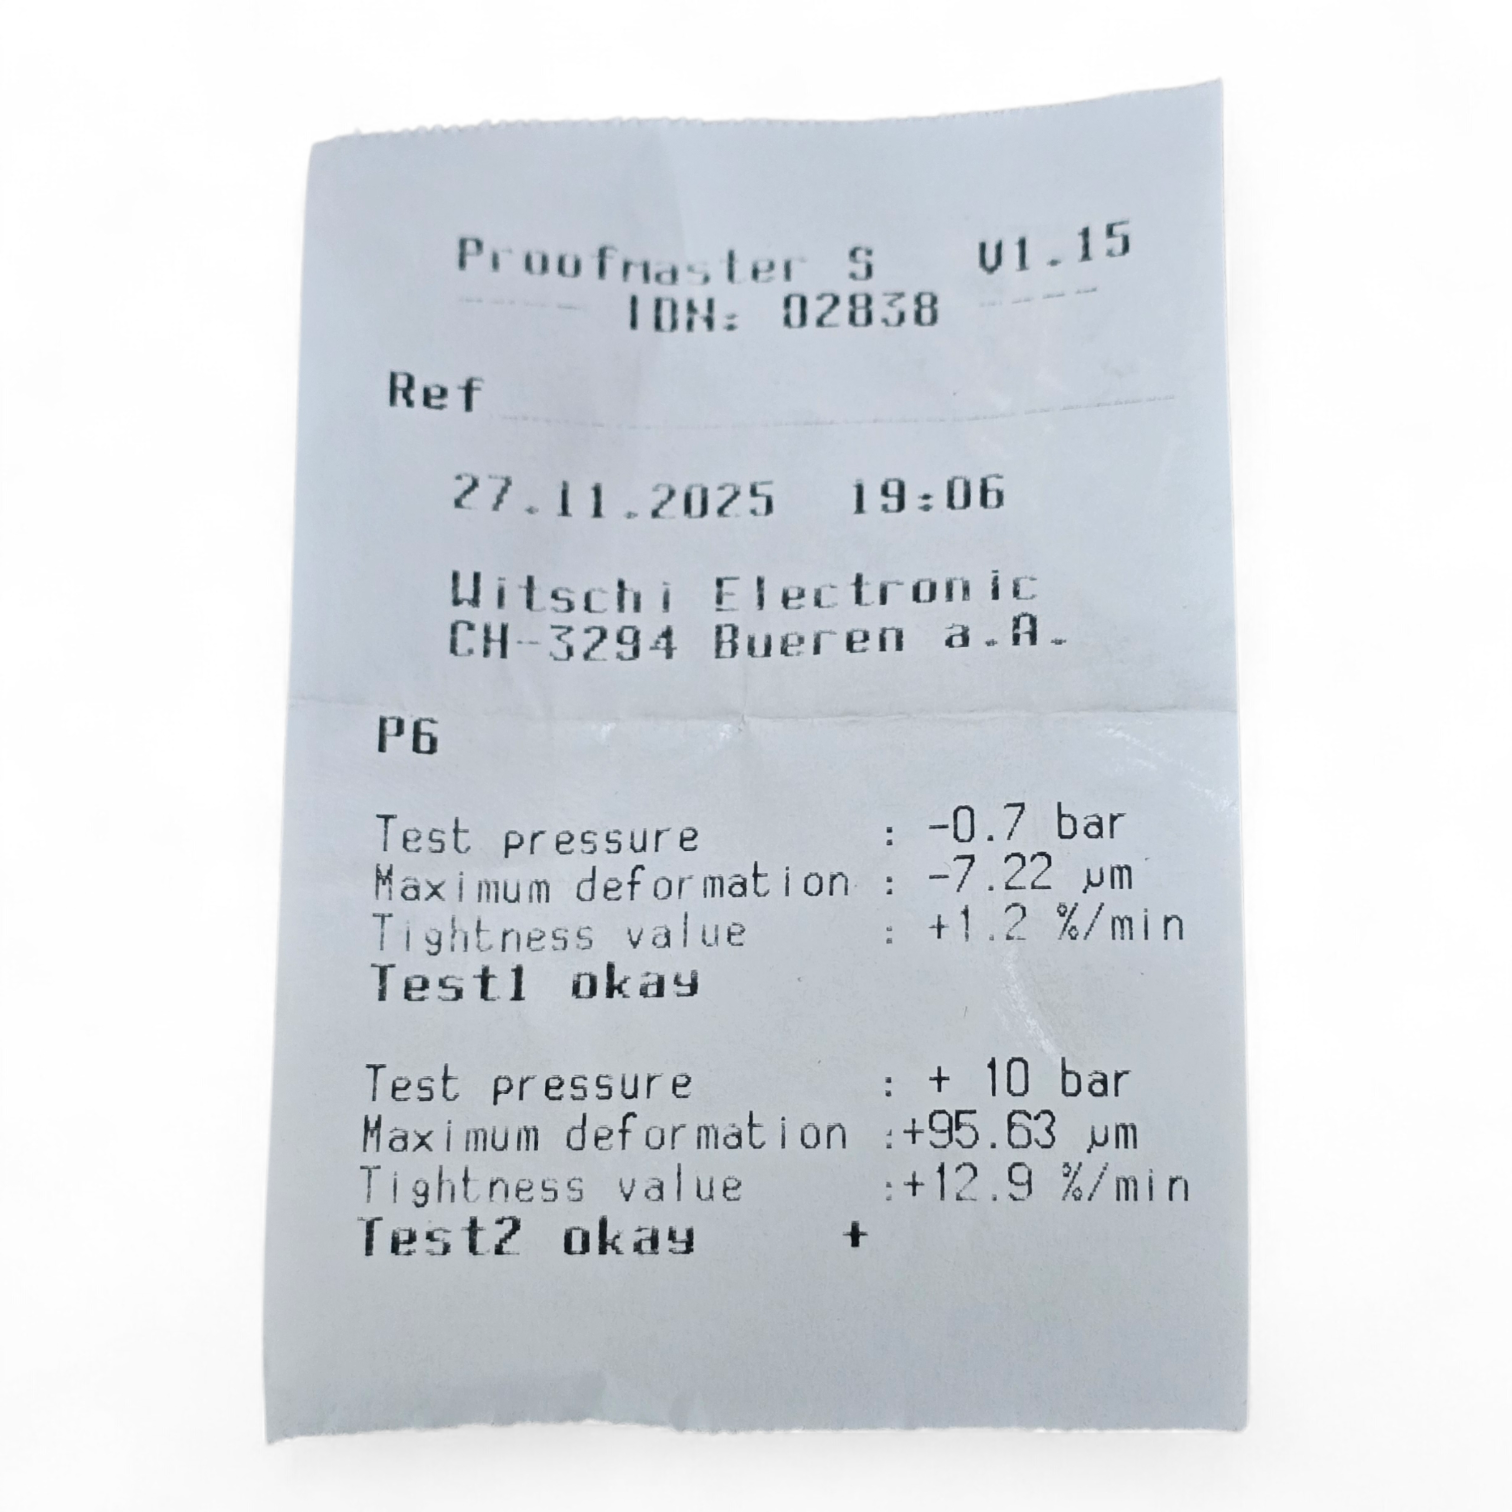 Proofmaster S V1.15
IDN: 02838
Ref
27.11.2025 19:06
Witschi Electronic
CH-3294 Bueren a.A.
P6
Test pressure : -0.7 bar
Maximum deformation : -7.22 µm
Tightness value : +1.2 %/min
Test1 okay
Test pressure : + 10 bar
Maximum deformation :+95.63 µm
Tightness value :+12.9 %/min
Test2 okay +